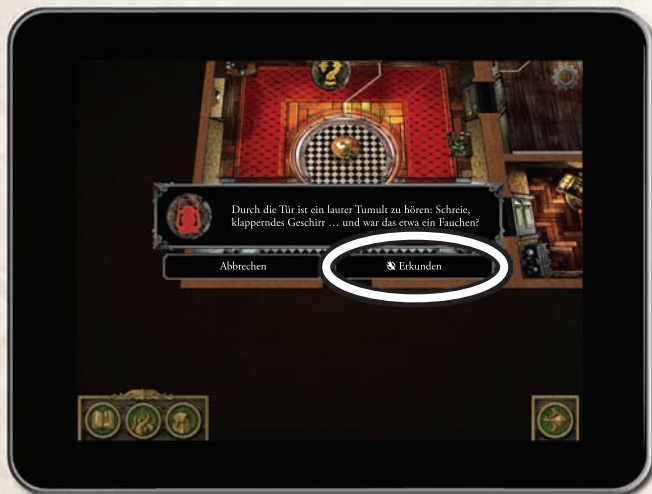 Durch die Tür ist ein lauter Tumult zu hören: Schreie,
klapperndes Geschirr … und war das etwa ein Fauchen?
Abbrechen
Erkunden